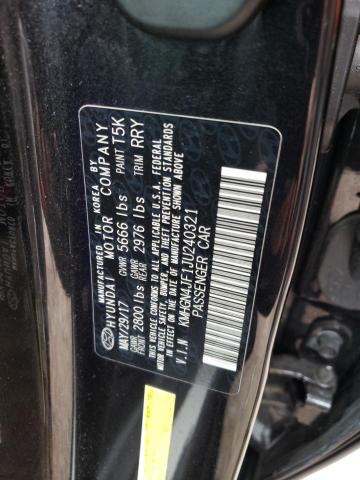 MANUFACTURED IN KOREA BY
HYUNDAI MOTOR COMPANY
MAY/29/17 GVWR 5666 lbs PAINT T5K
GAWR FRONT 2800 lbs GAWR REAR 2976 lbs TRIM RRY
THIS VEHICLE CONFORMS TO ALL APPLICABLE U.S.A. FEDERAL
MOTOR VEHICLE SAFETY, BUMPER, AND THEFT PREVENTION
STANDARDS IN EFFECT ON THE DATE OF MANUFACTURE SHOWN ABOVE
V.I.N KMHGN4JF1JU240321
PASSENGER CAR